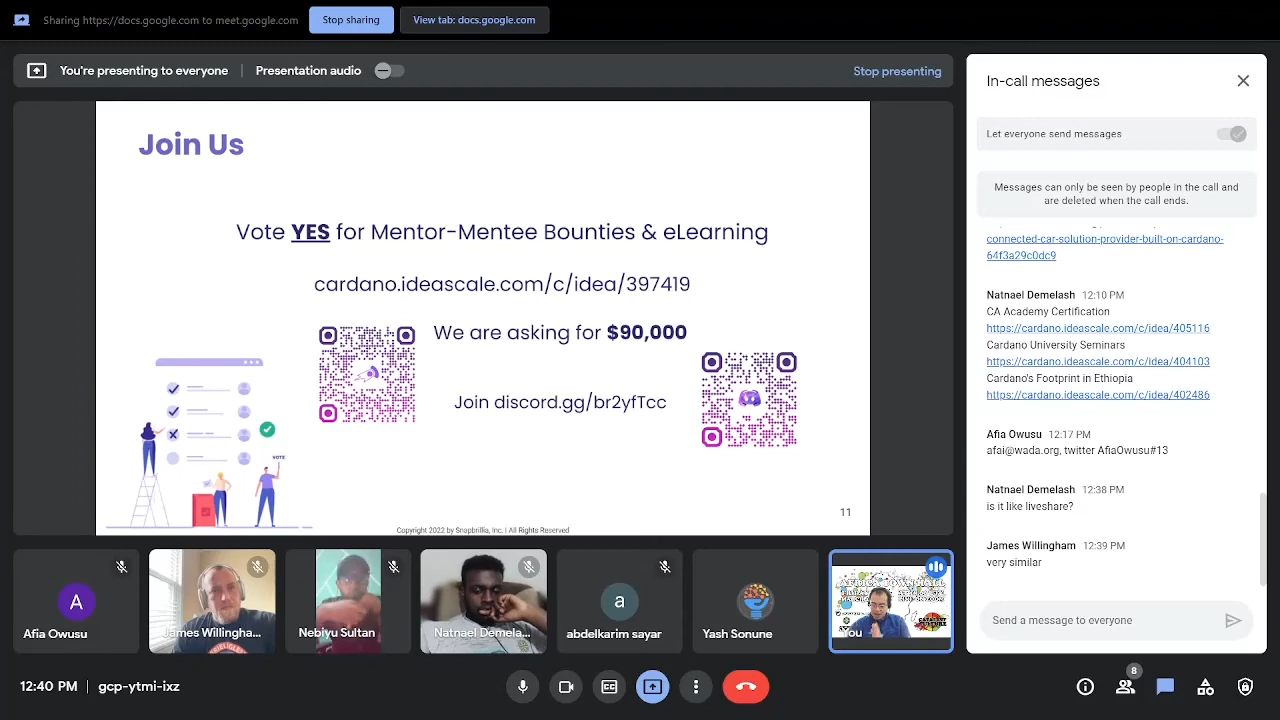 Sharing https://docs.google.com to meet.google.com
Stop sharing
View tab: docs.google.com
You're presenting to everyone
Presentation audio
Stop presenting
Join Us
Vote YES for Mentor-Mentee Bounties & eLearning
cardano.ideascale.com/c/idea/397419
We are asking for $90,000
Join discord.gg/br2yfTcc
VOTE
11
Copyright 2022 by Snapbrillia, Inc. | All Rights Reserved
In-call messages
Let everyone send messages
Messages can only be seen by people in the call and
are deleted when the call ends.
connected-car-solution-provider-built-on-cardano-
64f3a29c0dc9
Natnael Demelash 12:10 PM
CA Academy Certification
https://cardano.ideascale.com/c/idea/405116
Cardano University Seminars
https://cardano.ideascale.com/c/idea/404103
Cardano's Footprint in Ethiopia
https://cardano.ideascale.com/c/idea/402486
Afia Owusu 12:17 PM
afai@wada.org, twitter AfiaOwusu#13
Natnael Demelash 12:38 PM
is it like liveshare?
James Willingham 12:39 PM
very similar
Send a message to everyone
A
Afia Owusu
James Willingha...
Nebiyu Sultan
Natnael Demela...
a
abdelkarim sayar
Yash Sonune
You
12:40 PM | gcp-ytmi-ixz
8